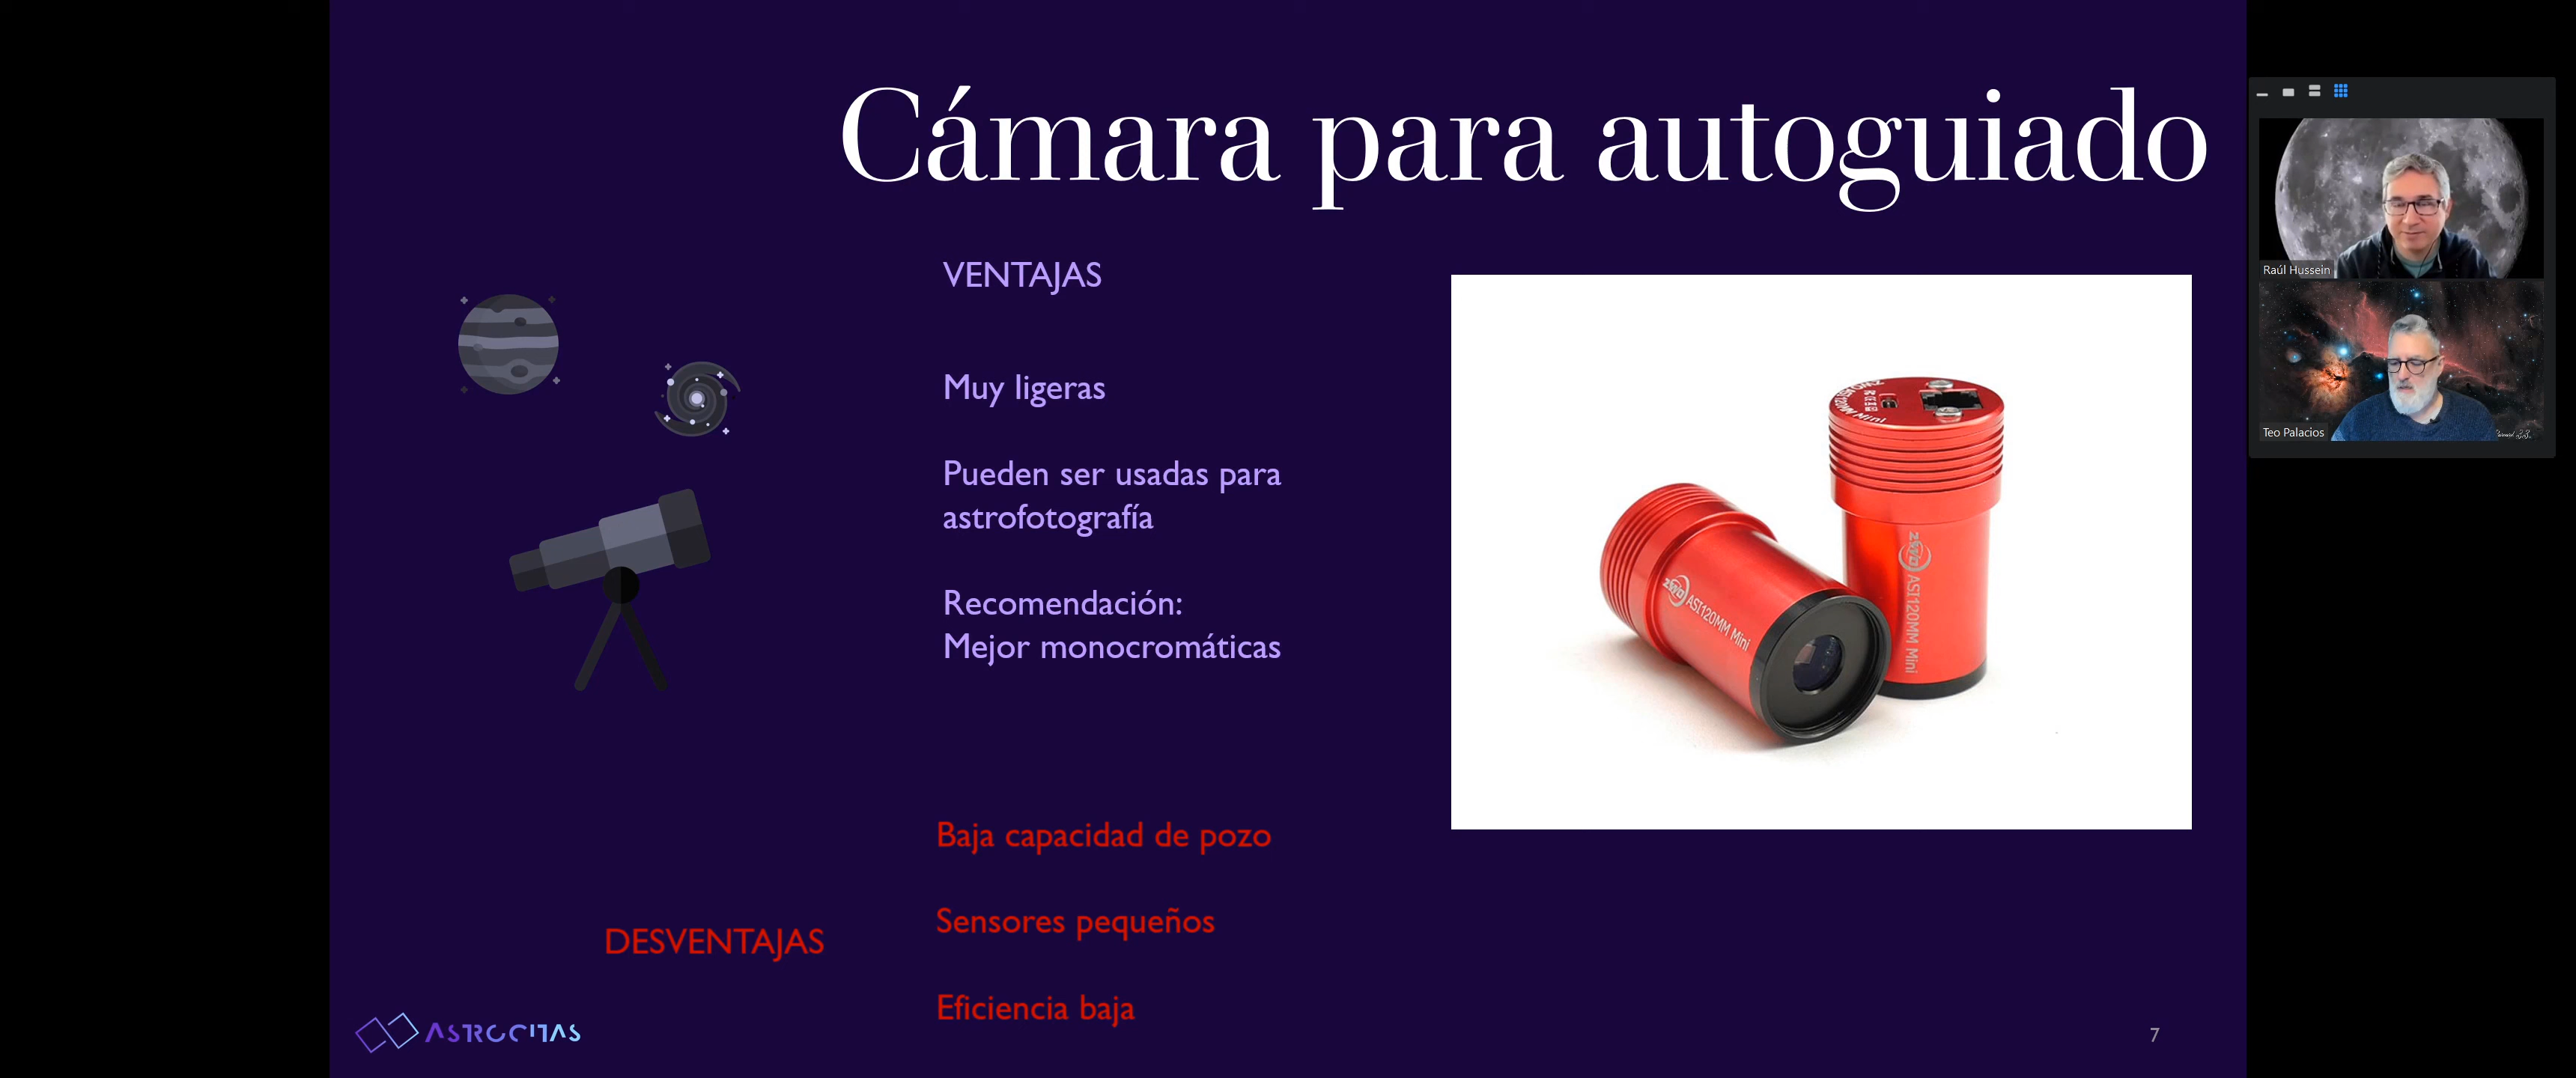 Cámara para autoguiado
VENTAJAS
Muy ligeras
Pueden ser usadas para
astrofotografía
Recomendación:
Mejor monocromáticas
Baja capacidad de pozo
Sensores pequeños
Eficiencia baja
DESVENTAJAS
ASTROCITAS
7
ZWO ASI120MM Mini
ZWO ASI120MM Mini
Raúl Hussein
Teo Palacios